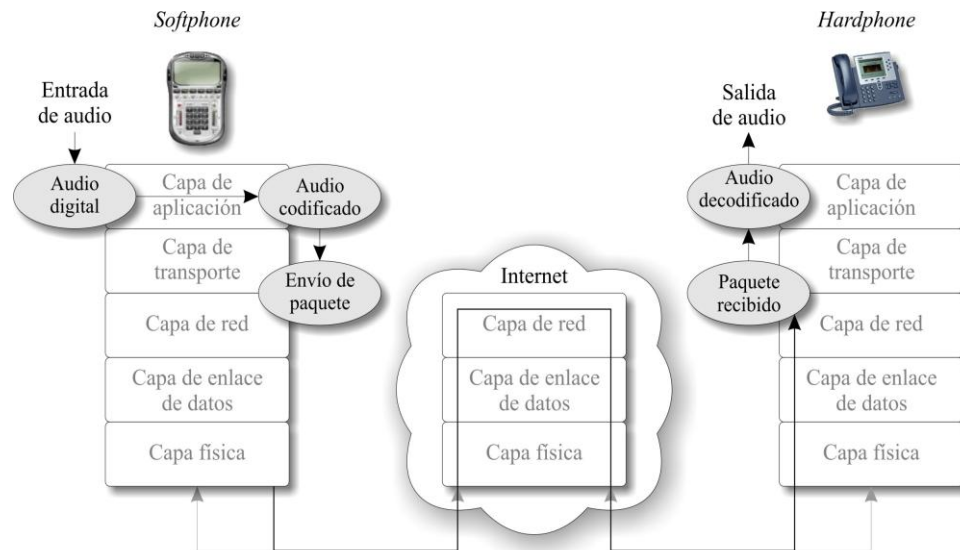 Softphone
Hardphone
Entrada
de audio
Salida
de audio
Audio
digital
Capa de
aplicación
Audio
codificado
Capa de
transporte
Envío de
paquete
Capa de red
Capa de enlace
de datos
Capa física
Internet
Capa de red
Capa de enlace
de datos
Capa física
Audio
decodificado
Capa de
aplicación
Paquete
recibido
Capa de
transporte
Capa de red
Capa de enlace
de datos
Capa física